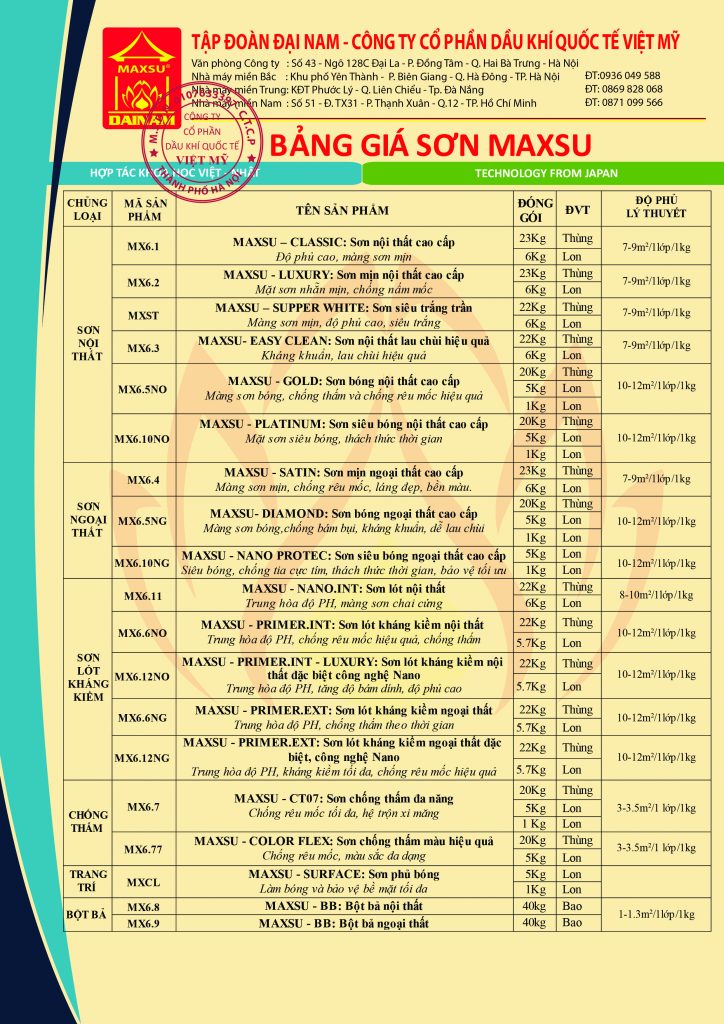 MAXSU®
DAINAM
TẬP ĐOÀN ĐẠI NAM - CÔNG TY CỔ PHẦN DẦU KHÍ QUỐC TẾ VIỆT MỸ
Văn phòng Công ty : Số 43 - Ngõ 128C Đại La - P. Đồng Tâm - Q. Hai Bà Trưng - Hà Nội
Nhà máy miền Bắc : Khu phố Yên Thành - P. Biên Giang - Q. Hà Đông - TP. Hà Nội ĐT:0936 049 588
Nhà máy miền Trung: KĐT Phước Lý - Q. Liên Chiểu - Tp. Đà Nẵng ĐT: 0869 828 068
Nhà máy miền Nam : Số 51 - Đ. TX31 - P. Thạnh Xuân - Q.12 - TP. Hồ Chí Minh ĐT: 0871 099 566
CÔNG TY
CỔ PHẦN
DẦU KHÍ QUỐC TẾ
VIỆT MỸ
THÀNH PHỐ HÀ NỘI
BẢNG GIÁ SƠN MAXSU
HỢP TÁC KHOA HỌC VIỆT - NHẬT TECHNOLOGY FROM JAPAN
CHỦNG LOẠI MÃ SẢN PHẨM TÊN SẢN PHẨM ĐÓNG GÓI ĐVT ĐỘ PHỦ LÝ THUYẾT
SƠN NỘI THẤT
MX6.1 MAXSU – CLASSIC: Sơn nội thất cao cấp 23Kg Thùng 7-9m²/1lớp/1kg
Độ phủ cao, màng sơn mịn 6Kg Lon
MX6.2 MAXSU - LUXURY: Sơn mịn nội thất cao cấp 23Kg Thùng 7-9m²/1lớp/1kg
Mặt sơn nhẵn mịn, chống nấm mốc 6Kg Lon
MXST MAXSU – SUPPER WHITE: Sơn siêu trắng trần 22Kg Thùng 7-9m²/1lớp/1kg
Màng sơn mịn, độ phủ cao, siêu trắng 6Kg Lon
MX6.3 MAXSU- EASY CLEAN: Sơn nội thất lau chùi hiệu quả 22Kg Thùng 7-9m²/1lớp/1kg
Kháng khuẩn, lau chùi hiệu quả 6Kg Lon
MX6.5NO MAXSU - GOLD: Sơn bóng nội thất cao cấp 20Kg Thùng 10-12m²/1lớp/1kg
Màng sơn bóng, chống thấm và chống rêu mốc hiệu quả 5Kg Lon
1Kg Lon
MX6.10NO MAXSU - PLATINUM: Sơn siêu bóng nội thất cao cấp 20Kg Thùng 10-12m²/1lớp/1kg
Mặt sơn siêu bóng, thách thức thời gian 5Kg Lon
1Kg Lon
SƠN NGOẠI THẤT
MX6.4 MAXSU - SATIN: Sơn mịn ngoại thất cao cấp 23Kg Thùng 7-9m²/1lớp/1kg
Màng sơn mịn, chống rêu mốc, láng đẹp, bền màu. 6Kg Lon
MX6.5NG MAXSU- DIAMOND: Sơn bóng ngoại thất cao cấp 20Kg Thùng 10-12m²/1lớp/1kg
Màng sơn bóng,chống bám bụi, kháng khuẩn, dễ lau chùi 5Kg Lon
1Kg Lon
MX6.10NG MAXSU - NANO PROTEC: Sơn siêu bóng ngoại thất cao cấp 5Kg Lon 10-12m²/1lớp/1kg
Siêu bóng, chống tia cực tím, thách thức thời gian, bảo vệ tối ưu 1Kg Lon
SƠN LÓT KHÁNG KIỀM
MX6.11 MAXSU - NANO.INT: Sơn lót nội thất 22Kg Thùng 8-10m²/1lớp/1kg
Trung hòa độ PH, màng sơn chai cứng 6Kg Lon
MX6.6NO MAXSU - PRIMER.INT: Sơn lót kháng kiềm nội thất 22Kg Thùng 10-12m²/1lớp/1kg
Trung hòa độ PH, chống rêu mốc hiệu quả, chống thấm 5.7Kg Lon
MX6.12NO MAXSU - PRIMER.INT - LUXURY: Sơn lót kháng kiềm nội thất đặc biệt công nghệ Nano 22Kg Thùng 10-12m²/1lớp/1kg
Trung hòa độ PH, tăng độ bám dính, độ phủ cao 5.7Kg Lon
MX6.6NG MAXSU - PRIMER.EXT: Sơn lót kháng kiềm ngoại thất 22Kg Thùng 10-12m²/1lớp/1kg
Trung hòa độ PH, chống thấm theo thời gian 5.7Kg Lon
MX6.12NG MAXSU - PRIMER.EXT: Sơn lót kháng kiềm ngoại thất đặc biệt, công nghệ Nano 22Kg Thùng 10-12m²/1lớp/1kg
Trung hòa độ PH, kháng kiềm tối đa, chống rêu mốc hiệu quả 5.7Kg Lon
CHỐNG THẤM
MX6.7 MAXSU - CT07: Sơn chống thấm đa năng 20Kg Thùng 3-3.5m²/1 lớp/1kg
Chống rêu mốc tối đa, hệ trộn xi măng 5Kg Lon
1 Kg Lon
MX6.77 MAXSU - COLOR FLEX: Sơn chống thấm màu hiệu quả 20Kg Thùng 3-3.5m²/1 lớp/1kg
Chống rêu mốc, màu sắc đa dạng 5Kg Lon
TRANG TRÍ
MXCL MAXSU - SURFACE: Sơn phủ bóng 5Kg Lon
Làm bóng và bảo vệ bề mặt tối đa 1Kg Lon
BỘT BẢ
MX6.8 MAXSU - BB: Bột bả nội thất 40kg Bao 1-1.3m²/1lớp/1kg
MX6.9 MAXSU - BB: Bột bả ngoại thất 40kg Bao